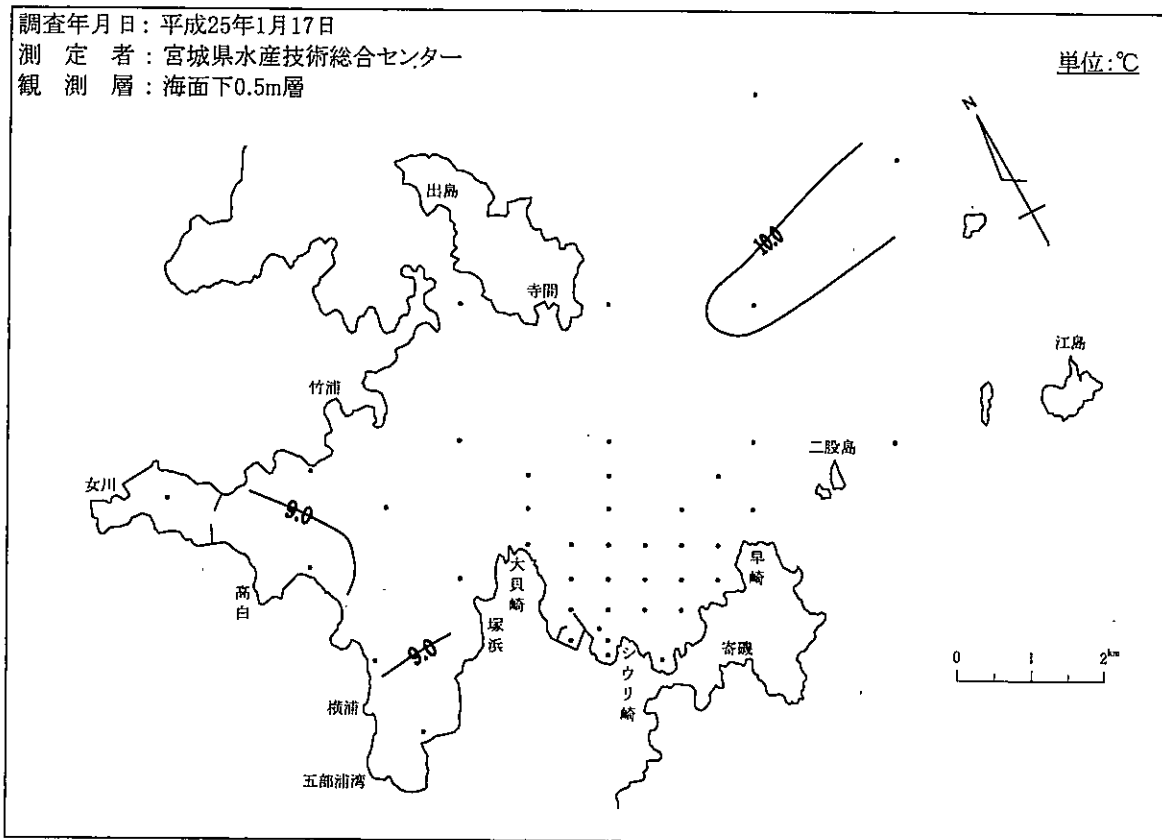 調査年月日：平成25年1月17日
測定者：宮城県水産技術総合センター
観測層：海面下0.5m層
単位：℃
N
出島
寺間
10.0
江島
竹浦
二股島
女川
9.0
高白
大貝崎
早崎
塚浜
9.0
シウリ崎
寄磯
横浦
五部浦湾
0 1 2km